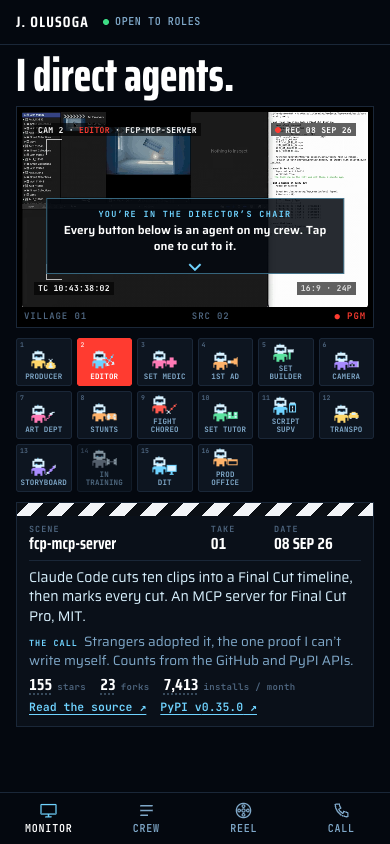 J. OLUSOGA
OPEN TO ROLES
I direct agents.
CAM 2 · EDITOR · FCP-MCP-SERVER
REC 08 SEP 26
Nothing to inspect
YOU'RE IN THE DIRECTOR'S CHAIR
Every button below is an agent on my crew. Tap
one to cut to it.
TC 10:43:38:02
16:9 · 24P
VILLAGE 01
SRC 02
PGM
1
PRODUCER
2
EDITOR
3
SET MEDIC
4
1ST AD
5
SET
BUILDER
6
CAMERA
7
ART DEPT
8
STUNTS
9
FIGHT
CHOREO
10
SET TUTOR
11
SCRIPT
SUPV
12
TRANSPO
13
STORYBOARD
14
IN
TRAINING
15
DIT
16
PROD
OFFICE
SCENE
fcp-mcp-server
TAKE
01
DATE
08 SEP 26
Claude Code cuts ten clips into a Final Cut timeline,
then marks every cut. An MCP server for Final Cut
Pro, MIT.
THE CALL Strangers adopted it, the one proof I can't
write myself. Counts from the GitHub and PyPI APIs.
155 stars 23 forks 7,413 installs / month
Read the source ↗ PyPI v0.35.0 ↗
MONITOR
CREW
REEL
CALL